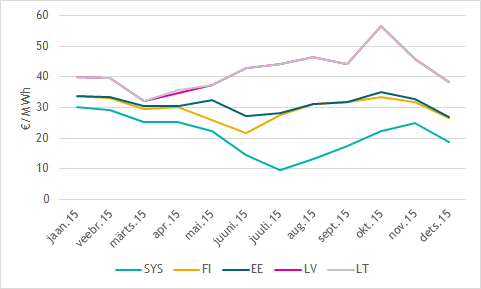 60
50
40
30
20
10
0
€ / MWh
jaan.15
veebr.15
märts.15
apr.15
mai.15
juuni.15
juuli.15
aug.15
sept.15
okt.15
nov.15
dets.15
SYS FI EE LV LT